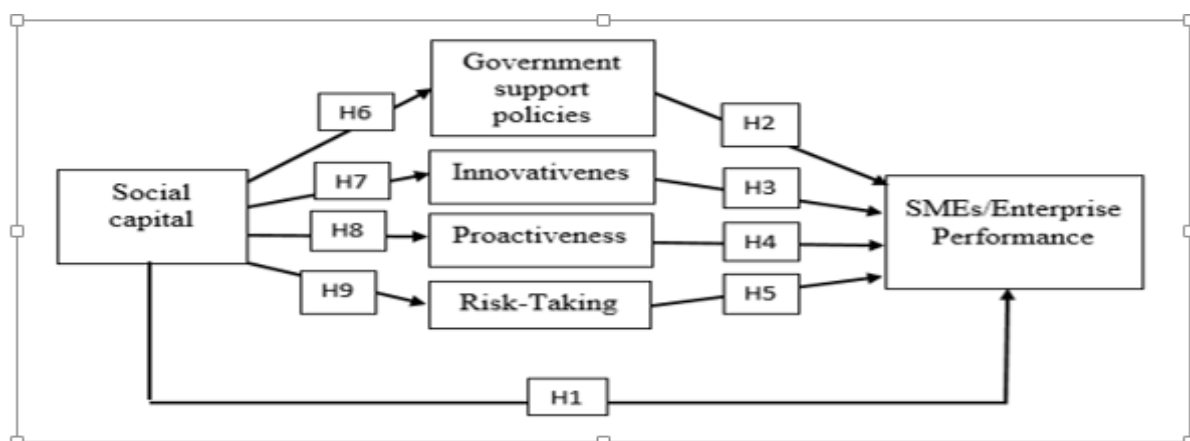 Government
support
policies
H6
H2
Social
capital
H7
Innovativenes
H3
SMEs/Enterprise
Performance
H8
Proactiveness
H4
H9
Risk-Taking
H5
H1